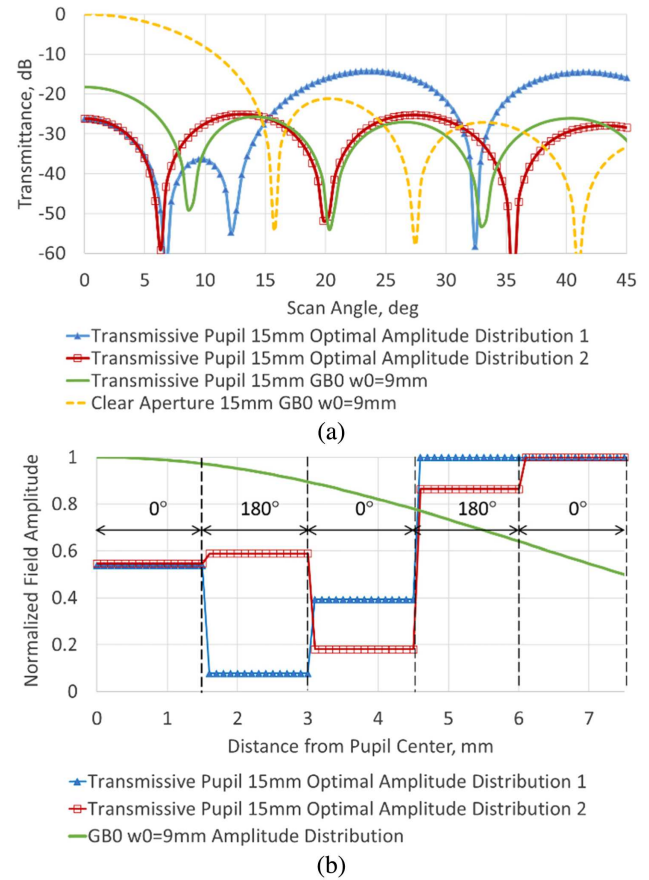 0
-10
-20
-30
-40
-50
-60
Transmittance, dB
0 5 10 15 20 25 30 35 40 45
Scan Angle, deg
Transmissive Pupil 15mm Optimal Amplitude Distribution 1
Transmissive Pupil 15mm Optimal Amplitude Distribution 2
Transmissive Pupil 15mm GB0 w0=9mm
Clear Aperture 15mm GB0 w0=9mm
(a)
1
0.8
0.6
0.4
0.2
0
Normalized Field Amplitude
0° 180° 0° 180° 0°
0 1 2 3 4 5 6 7
Distance from Pupil Center, mm
Transmissive Pupil 15mm Optimal Amplitude Distribution 1
Transmissive Pupil 15mm Optimal Amplitude Distribution 2
GB0 w0=9mm Amplitude Distribution
(b)